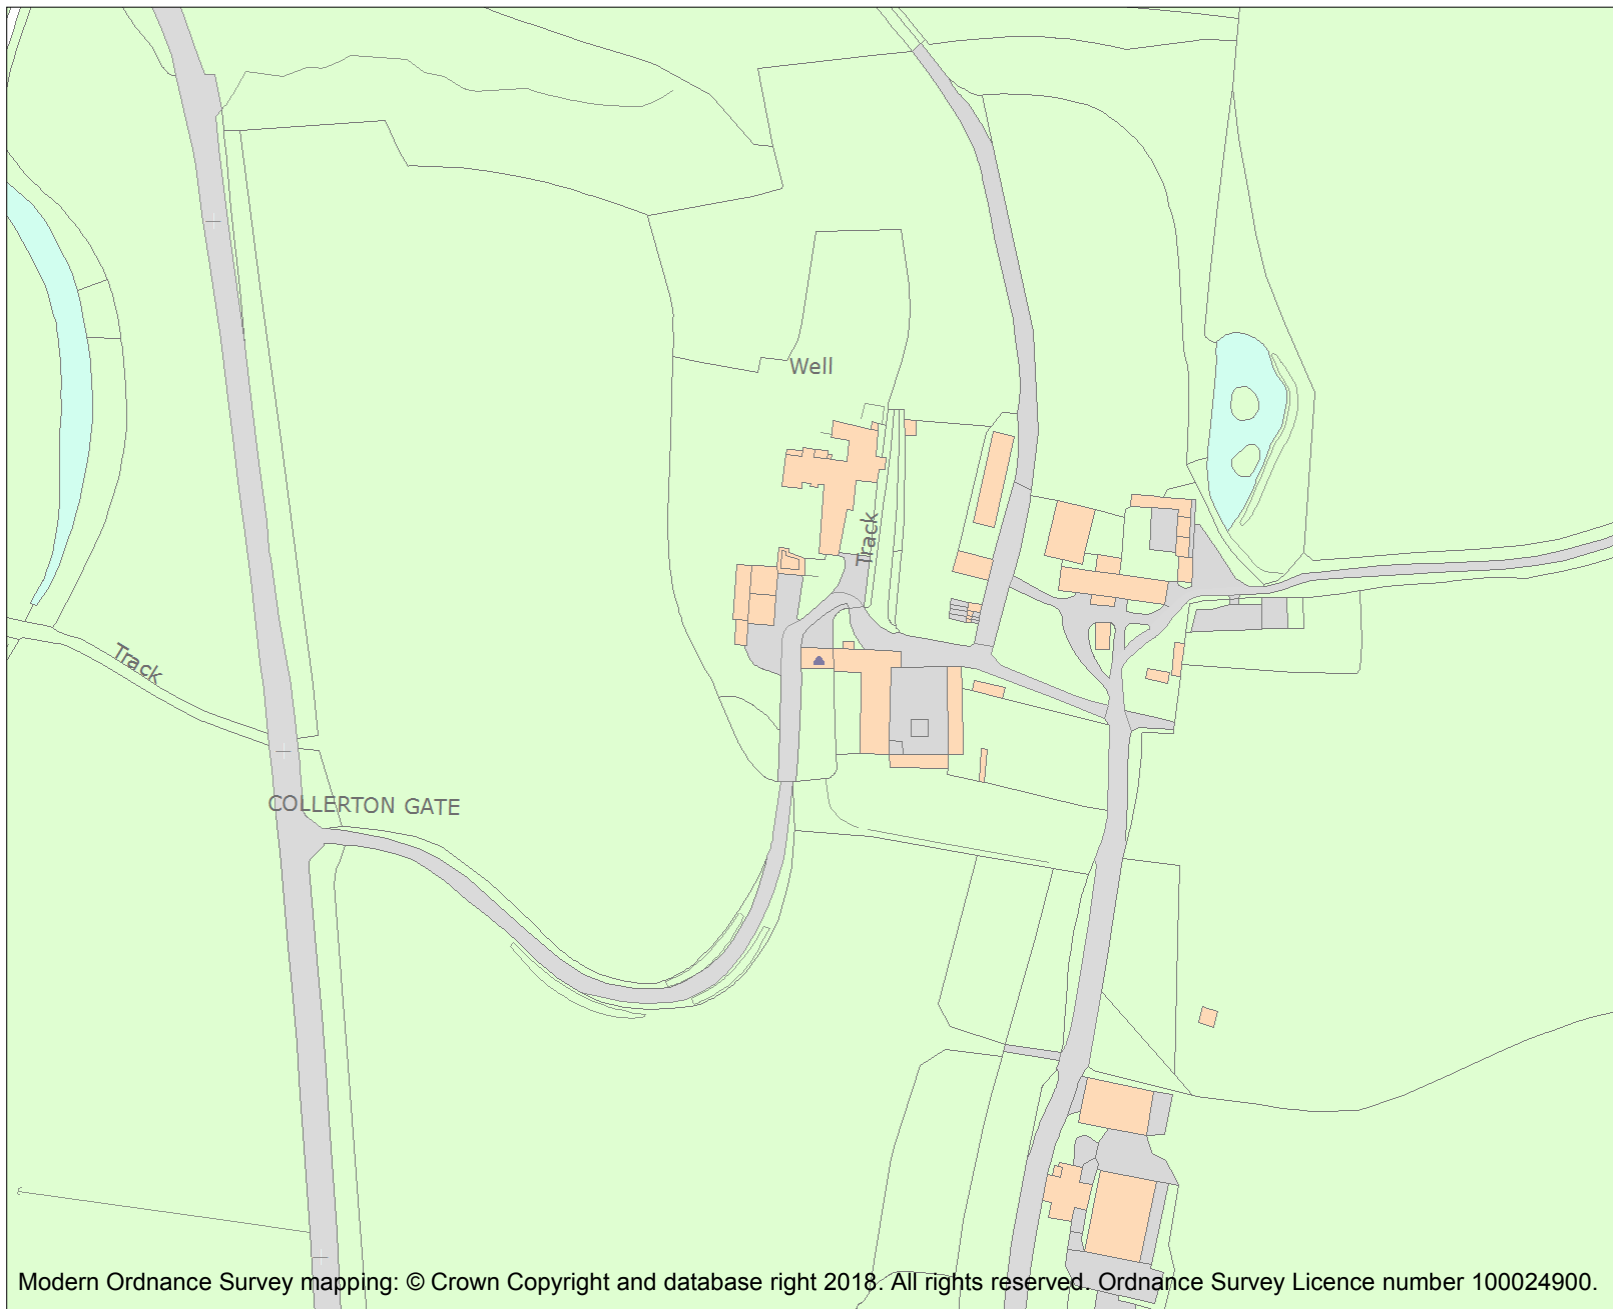 Well
Track
Track
COLLERTON GATE
Modern Ordnance Survey mapping: © Crown Copyright and database right 2018. All rights reserved. Ordnance Survey Licence number 100024900.